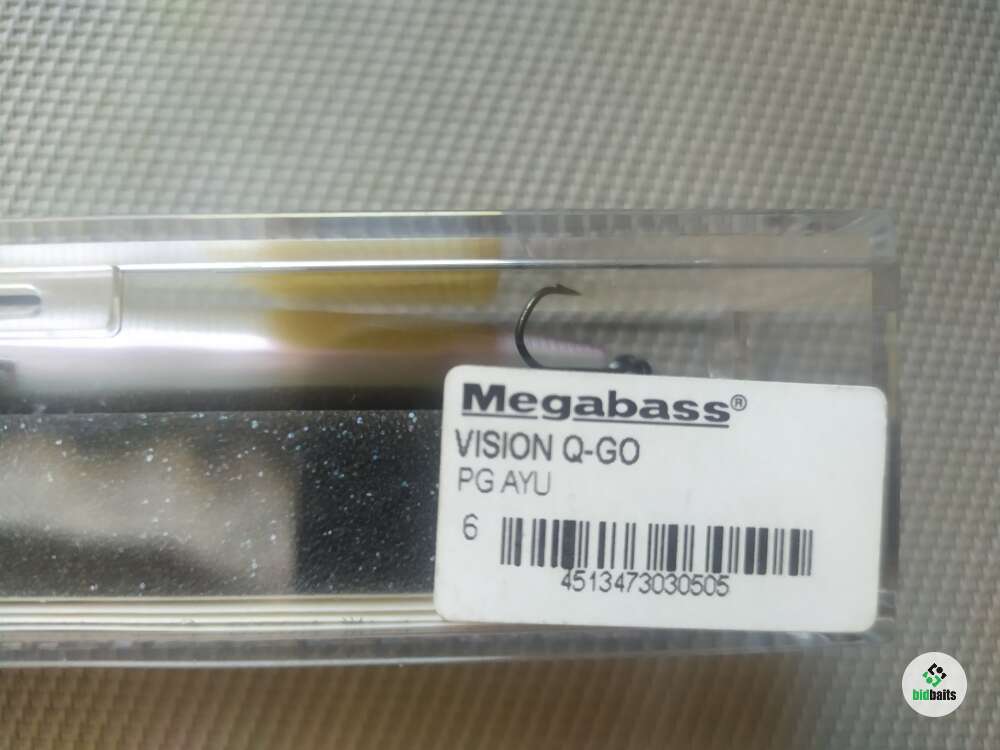 Megabass®
VISION Q-GO
PG AYU
6
4513473030505
bidbaits